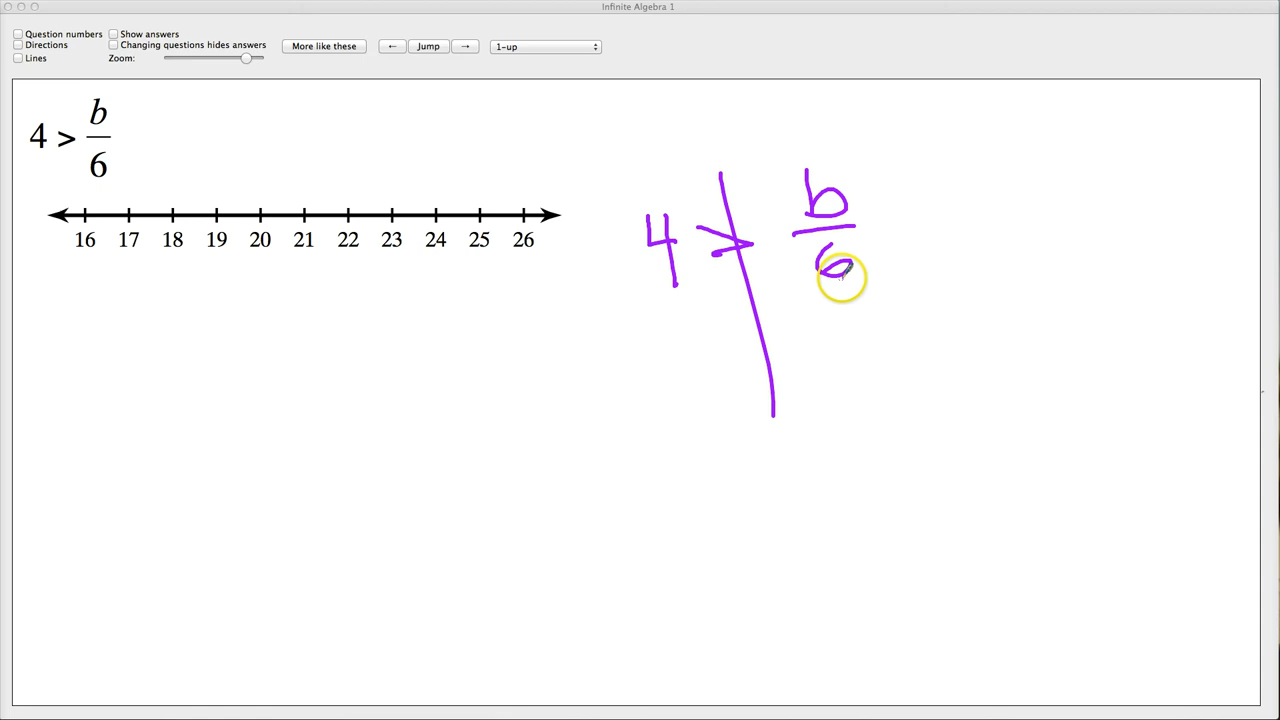 Infinite Algebra 1
Question numbers Show answers
Directions Changing questions hides answers More like these ← Jump → 1-up
Lines Zoom:
4 > b/6
16 17 18 19 20 21 22 23 24 25 26
4 > b/6